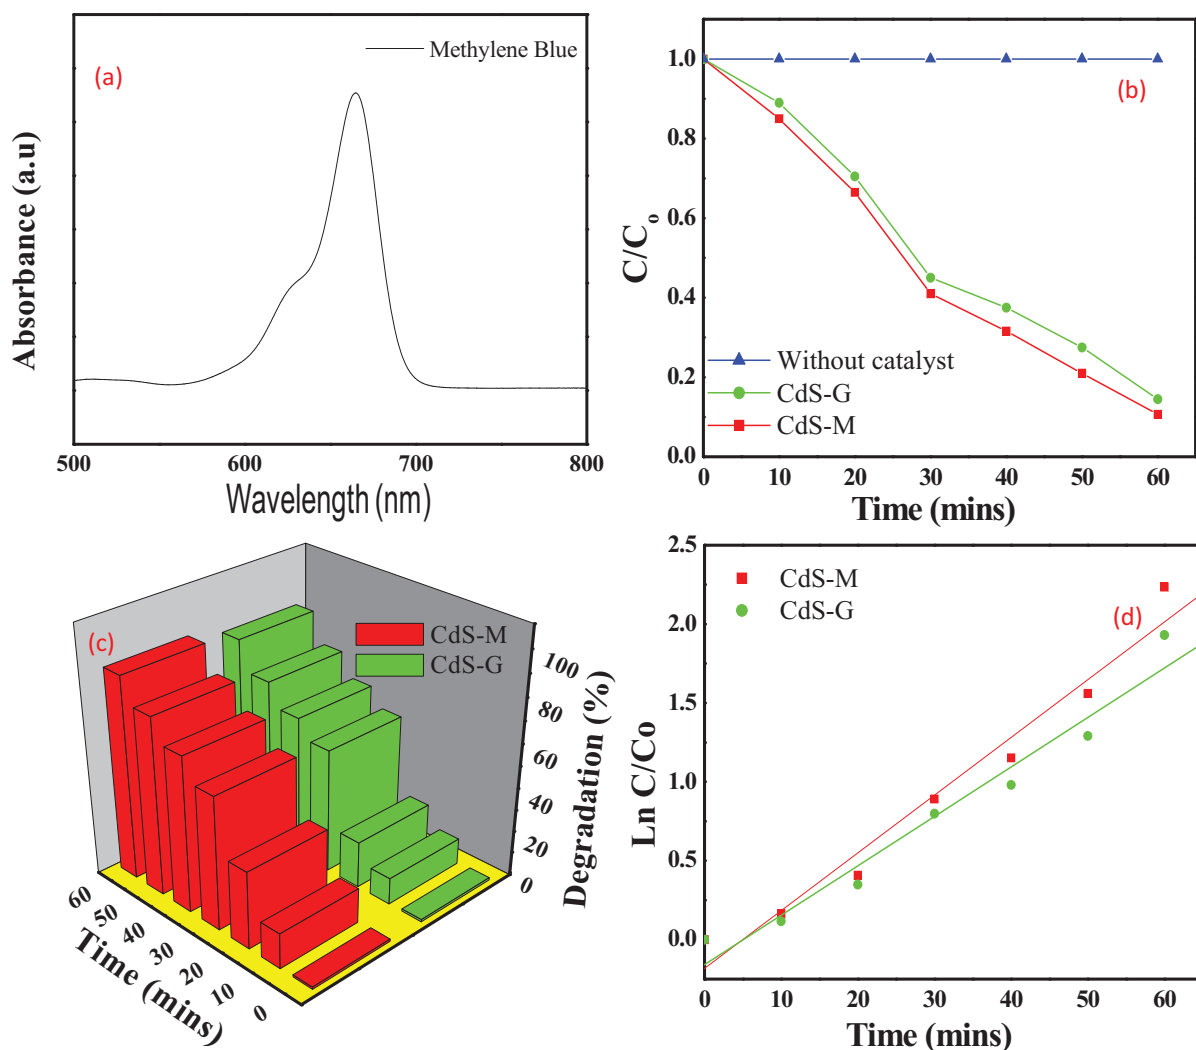 Methylene Blue
(a)
Absorbance (a.u)
500 600 700 800
Wavelength (nm)
(b)
1.0
0.8
0.6
0.4
0.2
0.0
C/Co
Without catalyst
CdS-G
CdS-M
0 10 20 30 40 50 60
Time (mins)
(c)
CdS-M
CdS-G
100
80
60
40
20
0
Degradation (%)
60 50 40 30 20 10 0
Time (mins)
(d)
CdS-M
CdS-G
2.5
2.0
1.5
1.0
0.5
0.0
Ln C/Co
0 10 20 30 40 50 60
Time (mins)